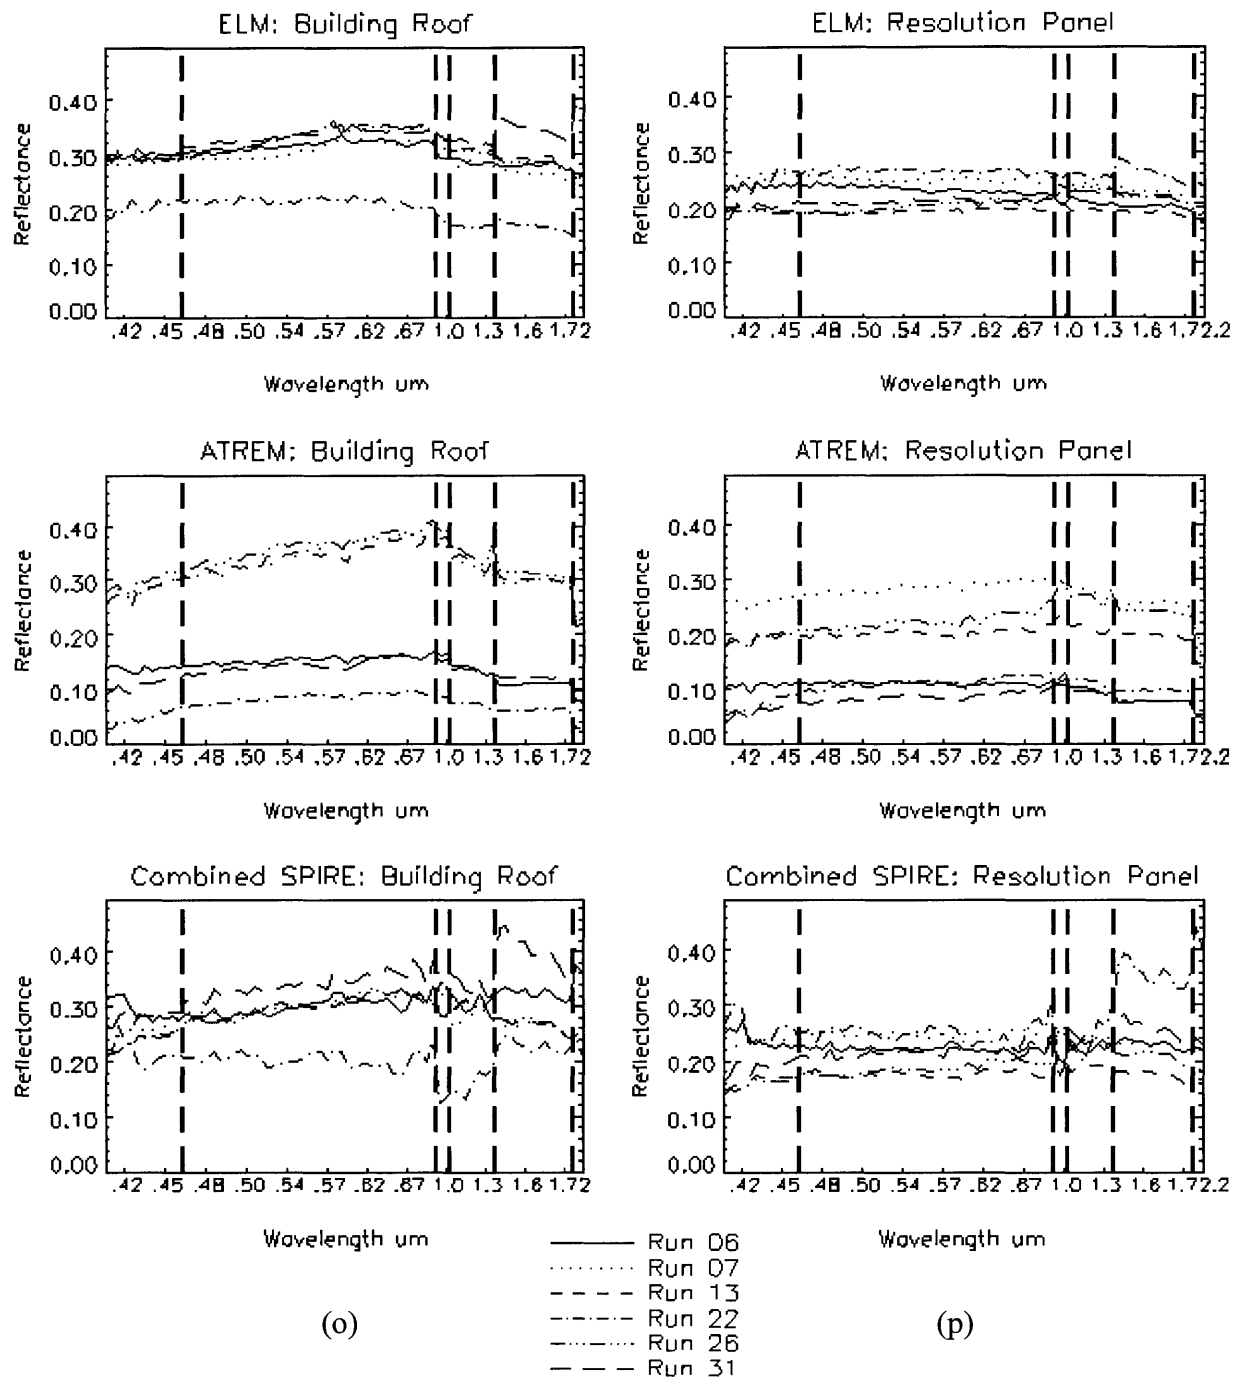 ELM: Building Roof
Reflectance
0.40
0.30
0.20
0.10
0.00
.42 .45 .48 .50 .54 .57 .62 .67 1.0 1.3 1.6 1.72
Wavelength um
ELM: Resolution Panel
Reflectance
0.40
0.30
0.20
0.10
0.00
.42 .45 .48 .50 .54 .57 .62 .67 1.0 1.3 1.6 1.72.2
Wavelength um
ATREM: Building Roof
Reflectance
0.40
0.30
0.20
0.10
0.00
.42 .45 .48 .50 .54 .57 .62 .67 1.0 1.3 1.6 1.72
Wavelength um
ATREM: Resolution Panel
Reflectance
0.40
0.30
0.20
0.10
0.00
.42 .45 .48 .50 .54 .57 .62 .67 1.0 1.3 1.6 1.72.2
Wavelength um
Combined SPIRE: Building Roof
Reflectance
0.40
0.30
0.20
0.10
0.00
.42 .45 .48 .50 .54 .57 .62 .67 1.0 1.3 1.6 1.72
Wavelength um
Combined SPIRE: Resolution Panel
Reflectance
0.40
0.30
0.20
0.10
0.00
.42 .45 .48 .50 .54 .57 .62 .67 1.0 1.3 1.6 1.72.2
Wavelength um
Run 06
Run 07
Run 13
Run 22
Run 26
Run 31
(o)
(p)